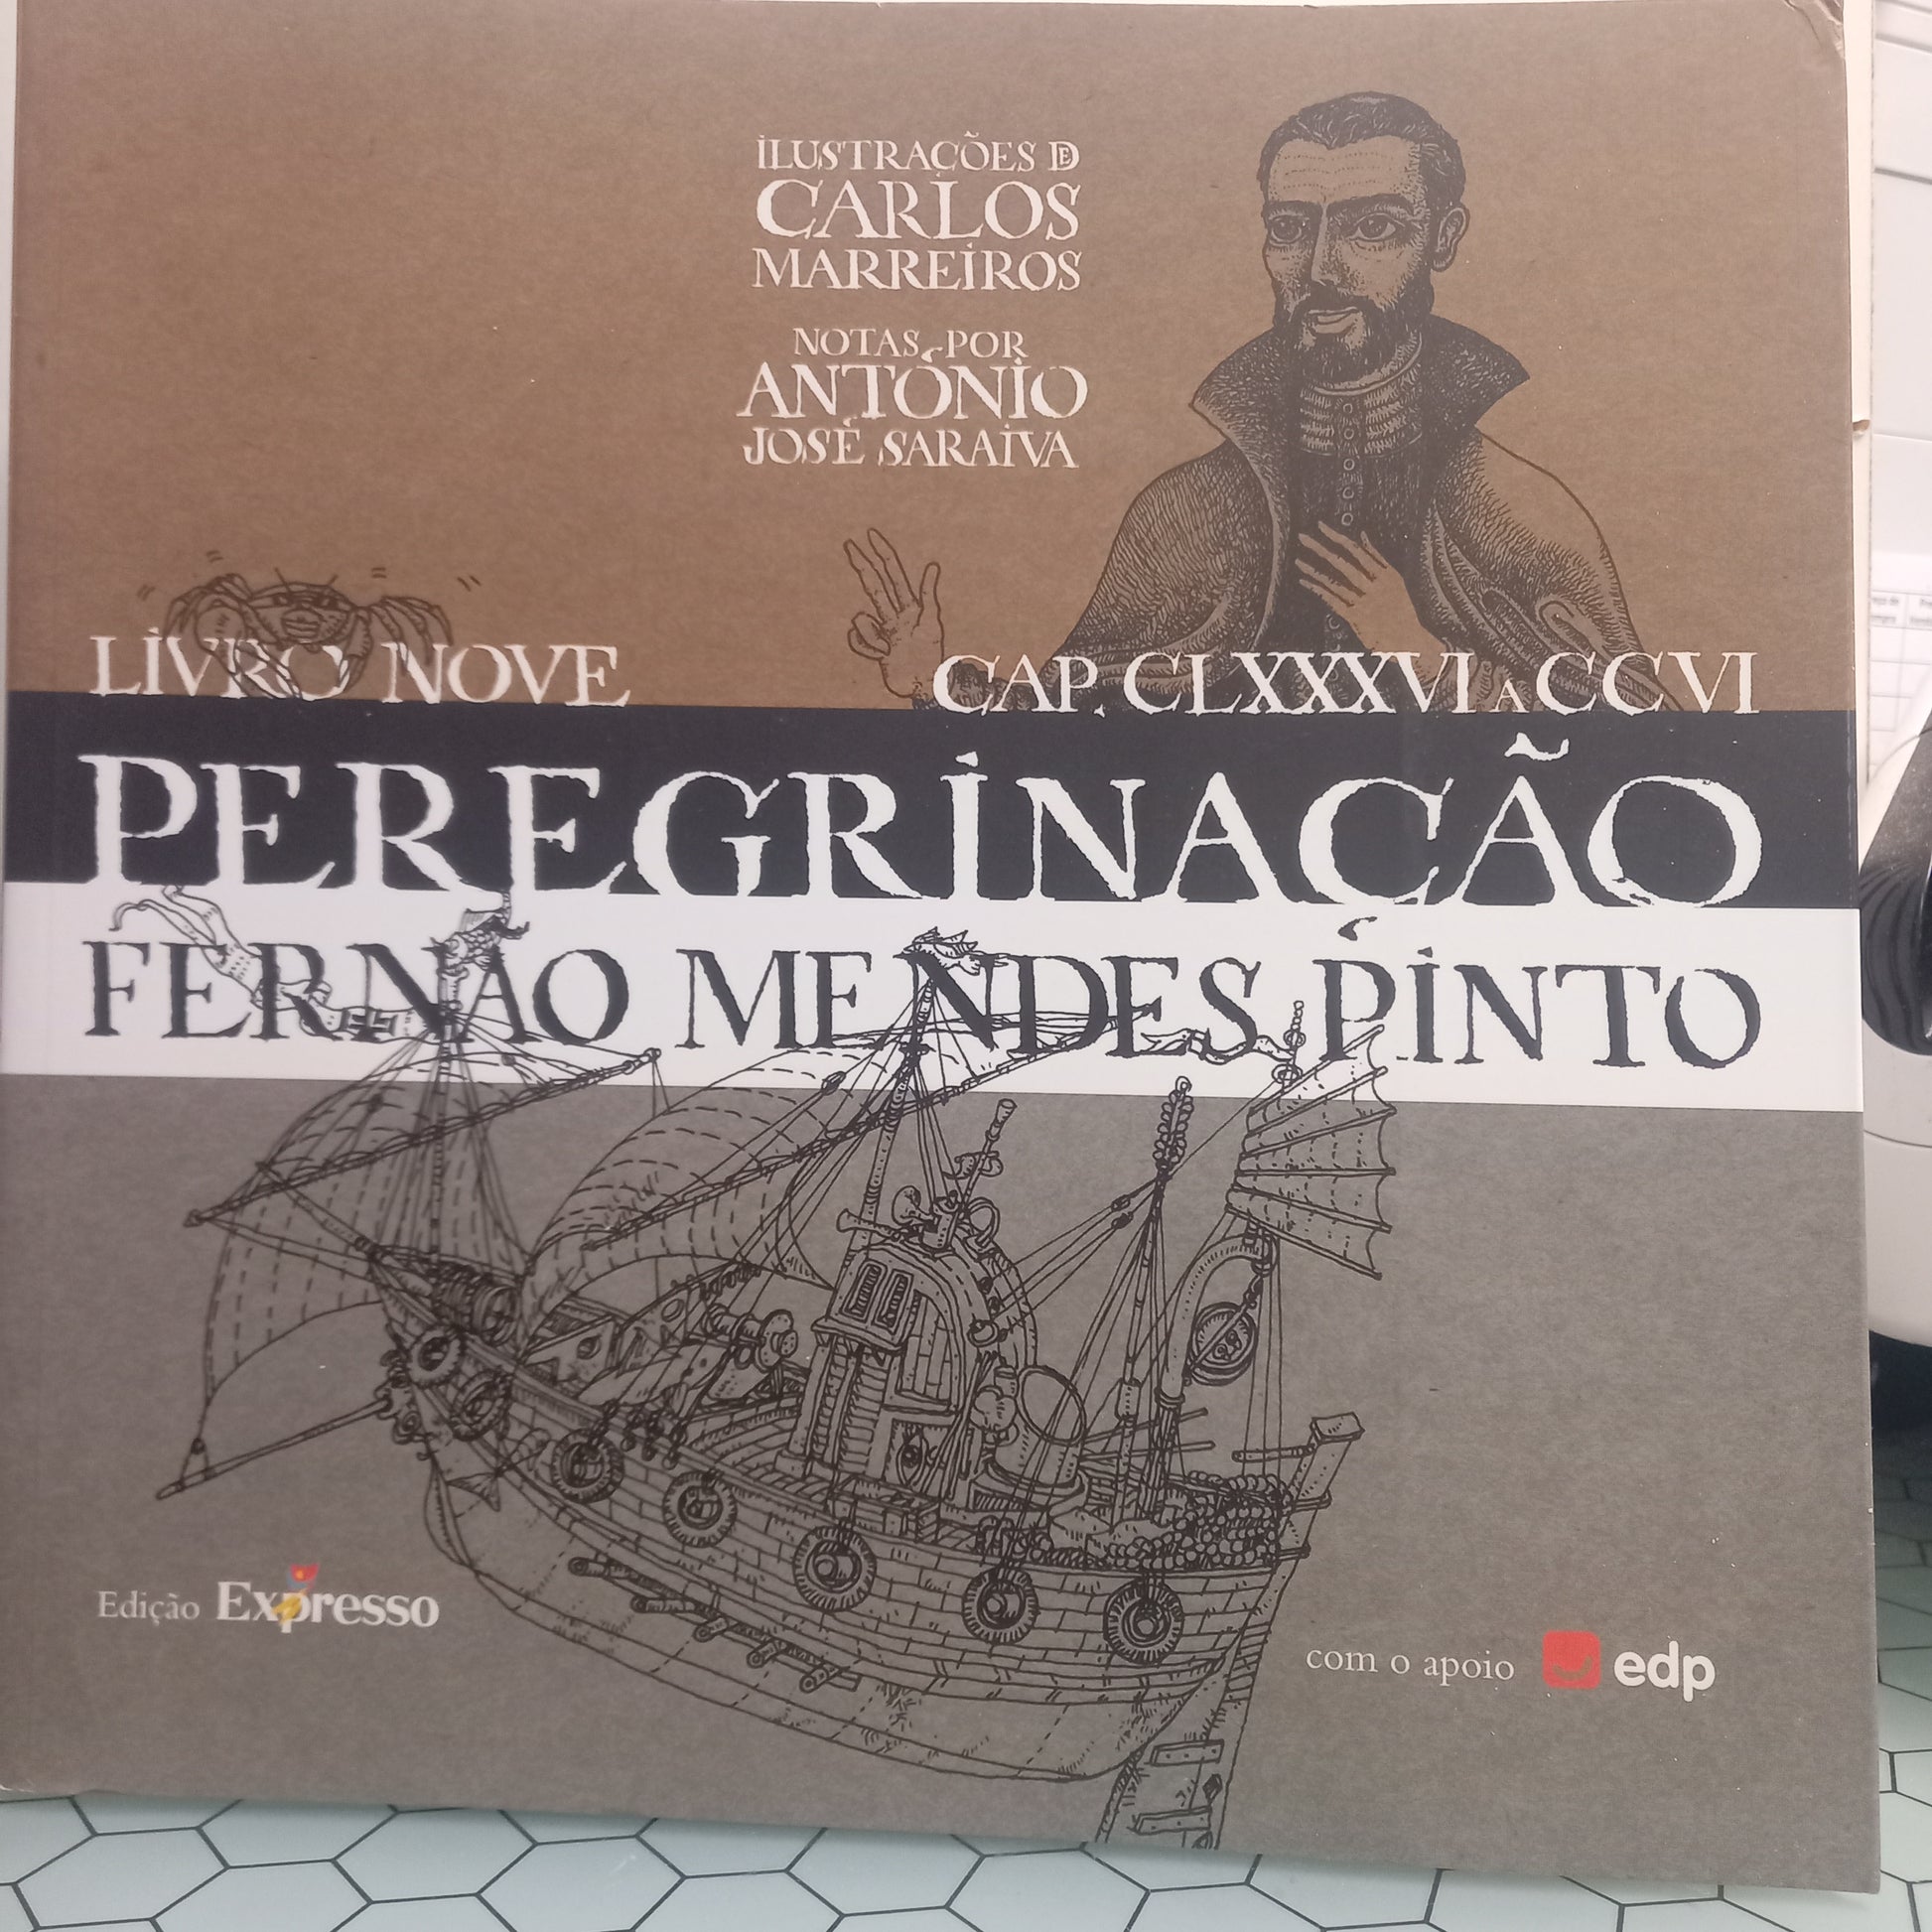 ILUSTRAÇÕES DE
CARLOS
MARREIROS
NOTAS POR
ANTÓNIO
JOSÉ SARAIVA
LIVRO NOVE
CAP. CLXXXVI A CCVI
PEREGRINAÇÃO
FERNÃO MENDES PINTO
Edição Expresso
com o apoio edp